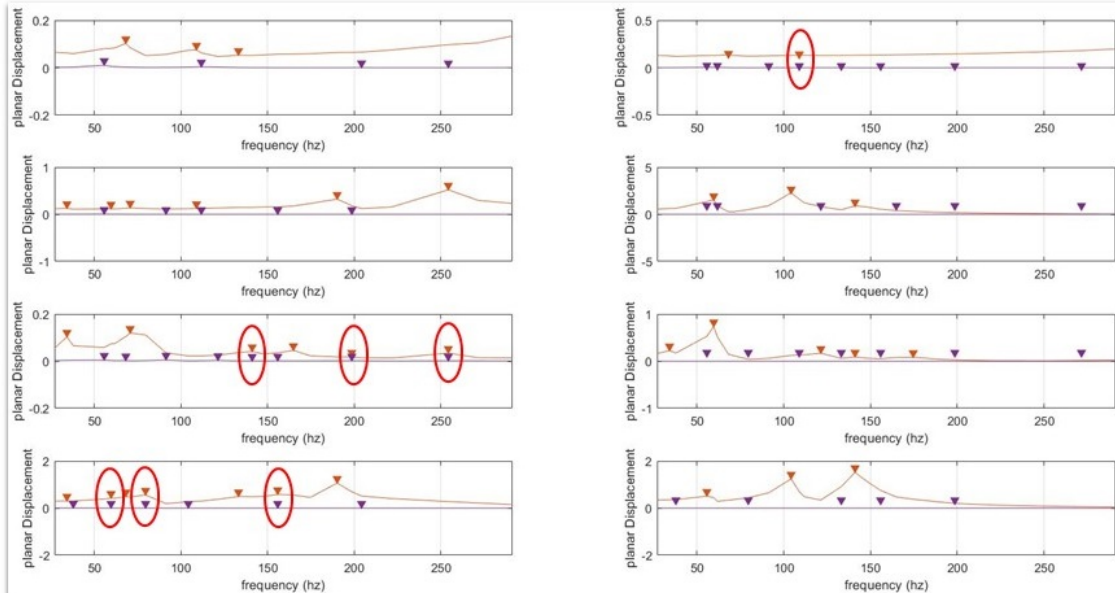 planar Displacement
0.2
0
-0.2
50 100 150 200 250
frequency (hz)
planar Displacement
0.5
0
-0.5
50 100 150 200 250
frequency (hz)
planar Displacement
1
0
-1
50 100 150 200 250
frequency (hz)
planar Displacement
5
0
-5
50 100 150 200 250
frequency (hz)
planar Displacement
0.2
0
-0.2
50 100 150 200 250
frequency (hz)
planar Displacement
1
0
-1
50 100 150 200 250
frequency (hz)
planar Displacement
2
0
-2
50 100 150 200 250
frequency (hz)
planar Displacement
2
0
-2
50 100 150 200 250
frequency (hz)